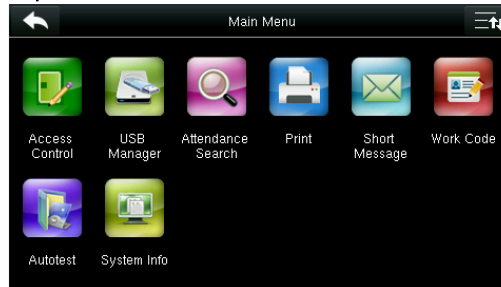 Main Menu
Access Control
USB Manager
Attendance Search
Print
Short Message
Work Code
Autotest
System Info